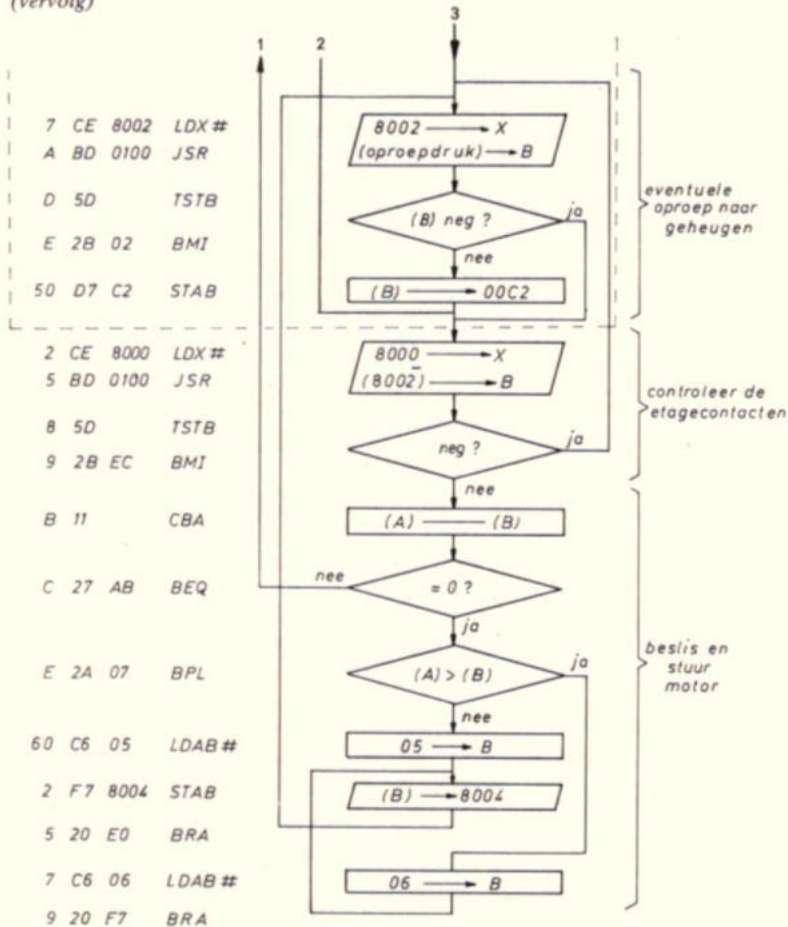 (vervolg)
1 2 3 1
7 CE 8002 LDX#
A BD 0100 JSR
D 5D TSTB
E 2B 02 BMI
50 D7 C2 STAB
2 CE 8000 LDX#
5 BD 0100 JSR
8 5D TSTB
9 2B EC BMI
B 11 CBA
C 27 AB BEQ
E 2A 07 BPL
60 C6 05 LDAB#
2 F7 8004 STAB
5 20 E0 BRA
7 C6 06 LDAB#
9 20 F7 BRA
8002 → X
(oproepdruk) → B
(B) neg ?
ja
nee
(B) → 00C2
8000 → X
(8002) → B
neg ?
ja
nee
(A) — (B)
= 0 ?
nee
ja
(A) > (B)
ja
nee
05 → B
(B) → 8004
06 → B
eventuele
oproep naar
geheugen
controleer de
etagecontacten
beslis en
stuur
motor